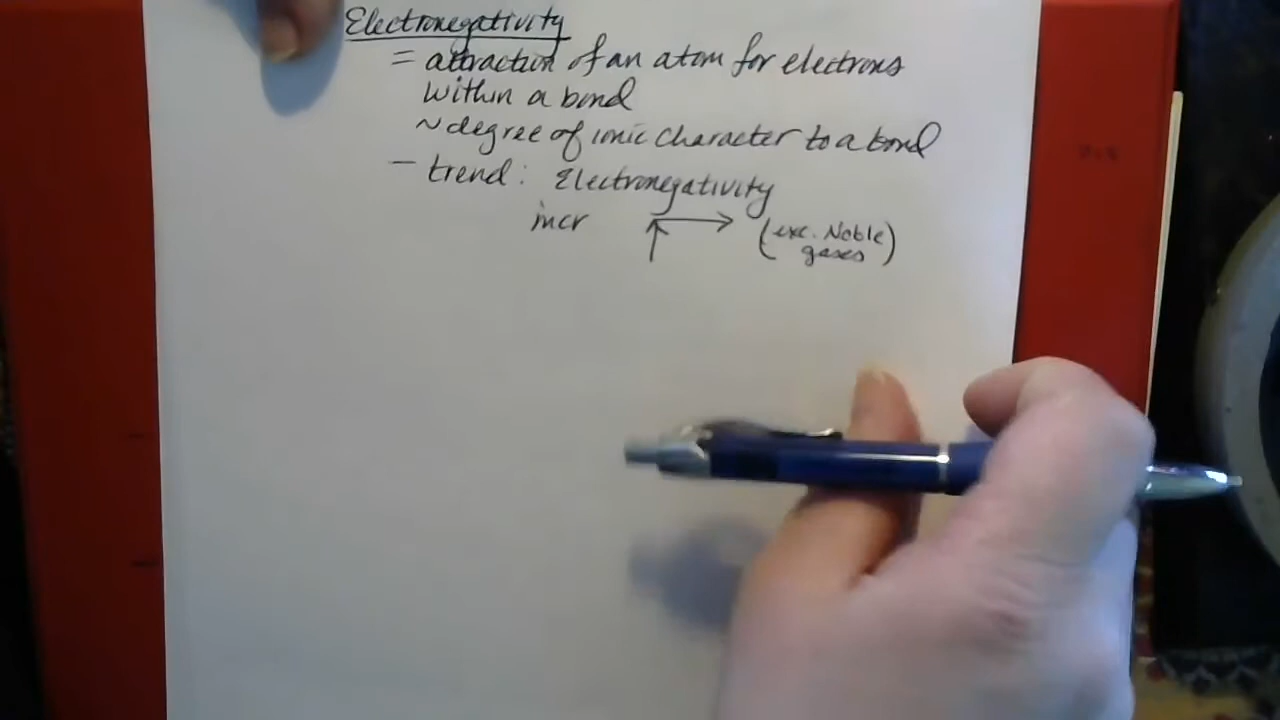 Electronegativity
= attraction of an atom for electrons
within a bond
~ degree of ionic character to a bond
- trend: Electronegativity
incr ↑ → (exc. Noble
gases)